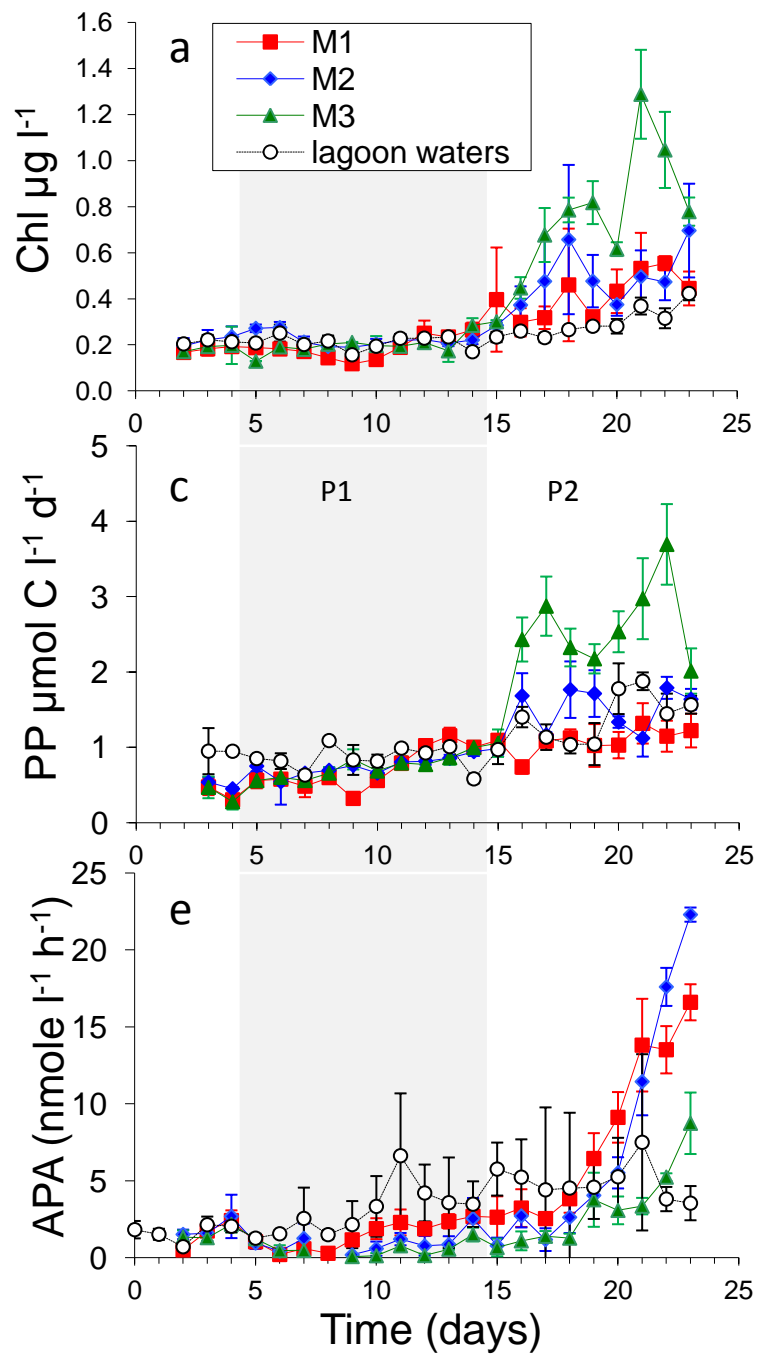 a
M1
M2
M3
lagoon waters
Chl µg l⁻¹
1.6
1.4
1.2
1.0
0.8
0.6
0.4
0.2
0.0
0 5 10 15 20 25
c P1 P2
PP µmol C l⁻¹ d⁻¹
5
4
3
2
1
0
0 5 10 15 20 25
e
APA (nmole l⁻¹ h⁻¹)
25
20
15
10
5
0
0 5 10 15 20 25
Time (days)